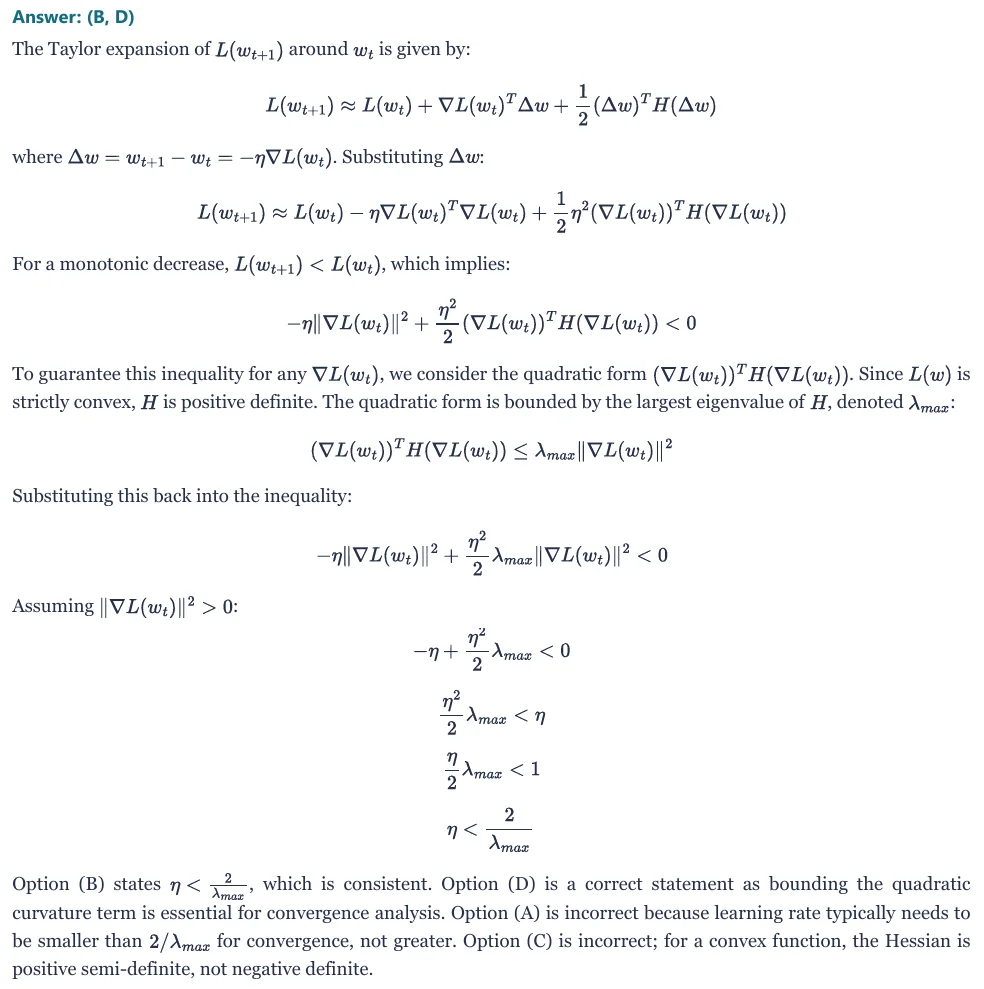 Answer: (B, D)
The Taylor expansion of L(w_{t+1}) around w_t is given by:
L(w_{t+1}) ≈ L(w_t) + ∇L(w_t)^T Δw + \frac{1}{2}(Δw)^T H(Δw)
where Δw = w_{t+1} − w_t = −η∇L(w_t). Substituting Δw:
L(w_{t+1}) ≈ L(w_t) − η∇L(w_t)^T ∇L(w_t) + \frac{1}{2}η^2(∇L(w_t))^T H(∇L(w_t))
For a monotonic decrease, L(w_{t+1}) < L(w_t), which implies:
−η‖∇L(w_t)‖^2 + \frac{η^2}{2}(∇L(w_t))^T H(∇L(w_t)) < 0
To guarantee this inequality for any ∇L(w_t), we consider the quadratic form (∇L(w_t))^T H(∇L(w_t)). Since L(w) is
strictly convex, H is positive definite. The quadratic form is bounded by the largest eigenvalue of H, denoted λ_{max}:
(∇L(w_t))^T H(∇L(w_t)) ≤ λ_{max}‖∇L(w_t)‖^2
Substituting this back into the inequality:
−η‖∇L(w_t)‖^2 + \frac{η^2}{2}λ_{max}‖∇L(w_t)‖^2 < 0
Assuming ‖∇L(w_t)‖^2 > 0:
−η + \frac{η^2}{2}λ_{max} < 0
\frac{η^2}{2}λ_{max} < η
\frac{η}{2}λ_{max} < 1
η < \frac{2}{λ_{max}}
Option (B) states η < \frac{2}{λ_{max}}, which is consistent. Option (D) is a correct statement as bounding the quadratic
curvature term is essential for convergence analysis. Option (A) is incorrect because learning rate typically needs to
be smaller than 2/λ_{max} for convergence, not greater. Option (C) is incorrect; for a convex function, the Hessian is
positive semi-definite, not negative definite.